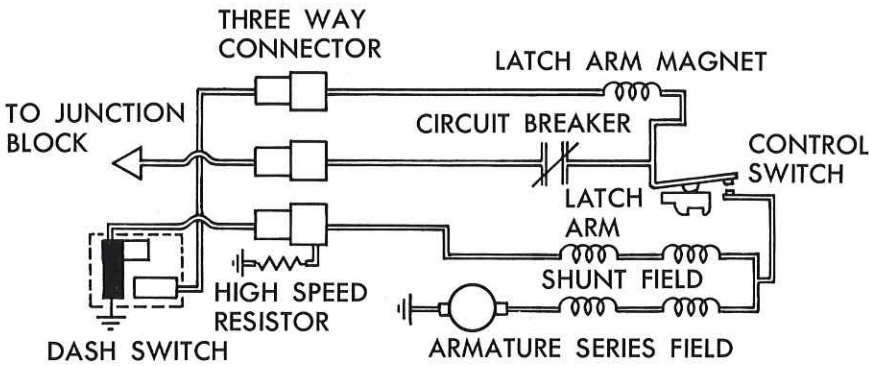 THREE WAY
CONNECTOR
LATCH ARM MAGNET
TO JUNCTION
BLOCK
CIRCUIT BREAKER
CONTROL
SWITCH
LATCH
ARM
SHUNT FIELD
HIGH SPEED
RESISTOR
DASH SWITCH
ARMATURE SERIES FIELD